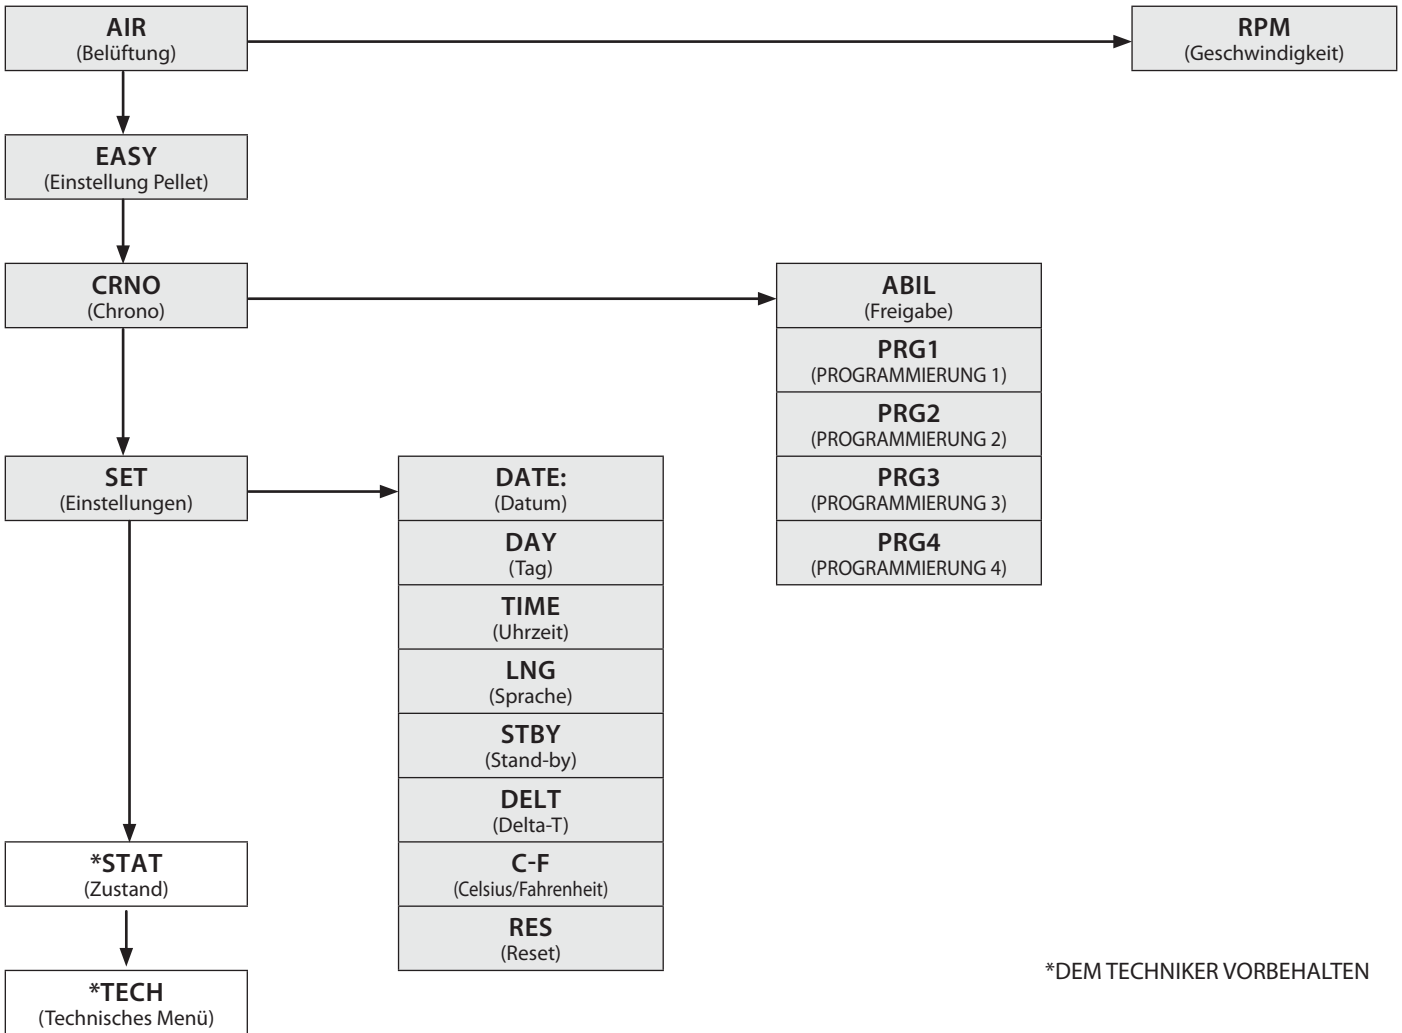 AIR
(Belüftung)
RPM
(Geschwindigkeit)
EASY
(Einstellung Pellet)
CRNO
(Chrono)
ABIL
(Freigabe)
PRG1
(PROGRAMMIERUNG 1)
PRG2
(PROGRAMMIERUNG 2)
PRG3
(PROGRAMMIERUNG 3)
PRG4
(PROGRAMMIERUNG 4)
SET
(Einstellungen)
DATE:
(Datum)
DAY
(Tag)
TIME
(Uhrzeit)
LNG
(Sprache)
STBY
(Stand-by)
DELT
(Delta-T)
C-F
(Celsius/Fahrenheit)
RES
(Reset)
*STAT
(Zustand)
*TECH
(Technisches Menü)
*DEM TECHNIKER VORBEHALTEN